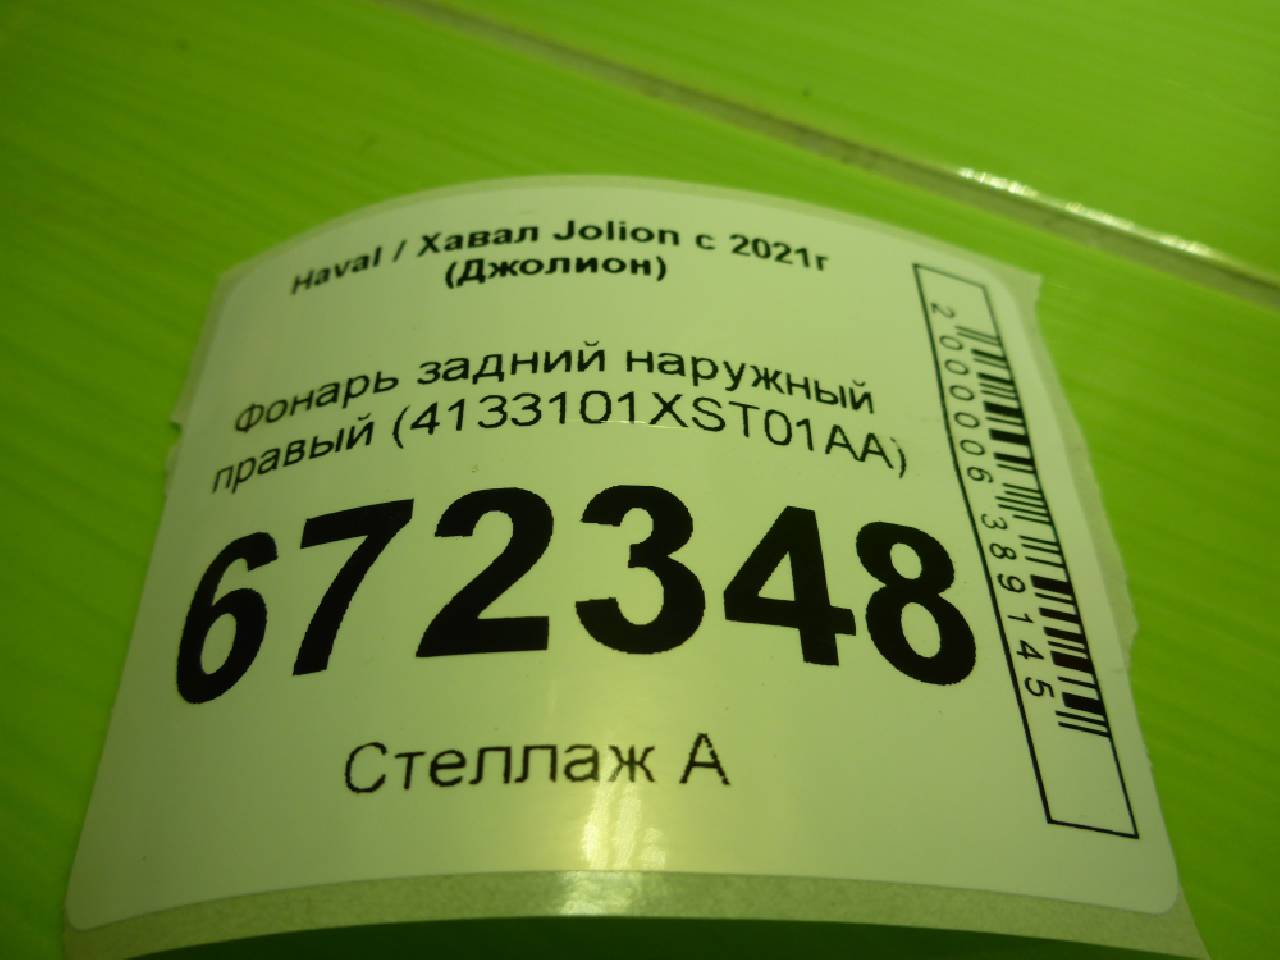 Haval / Хавал Jolion с 2021г
(Джолион)
Фонарь задний наружный
правый (4133101XST01AA)
672348
Стеллаж А
2000006389145